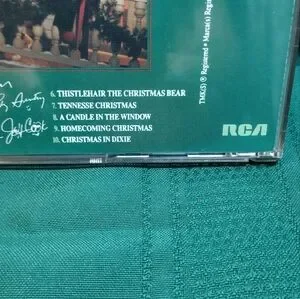 6. THISTLEHAIR THE CHRISTMAS BEAR
7. TENNESSE CHRISTMAS
8. A CANDLE IN THE WINDOW
9. HOMECOMING CHRISTMAS
10. CHRISTMAS IN DIXIE
Jeff Cook
RCA
TMK(S) ® Registered • Marca(s) Regis